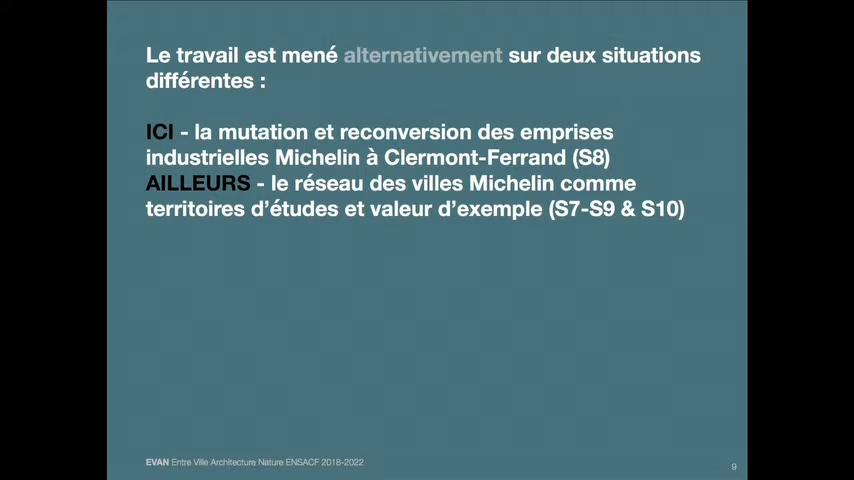 Le travail est mené alternativement sur deux situations
différentes :
ICI - la mutation et reconversion des emprises
industrielles Michelin à Clermont-Ferrand (S8)
AILLEURS - le réseau des villes Michelin comme
territoires d’études et valeur d’exemple (S7-S9 & S10)
EVAN Entre Ville Architecture Nature ENSACF 2018-2022
9